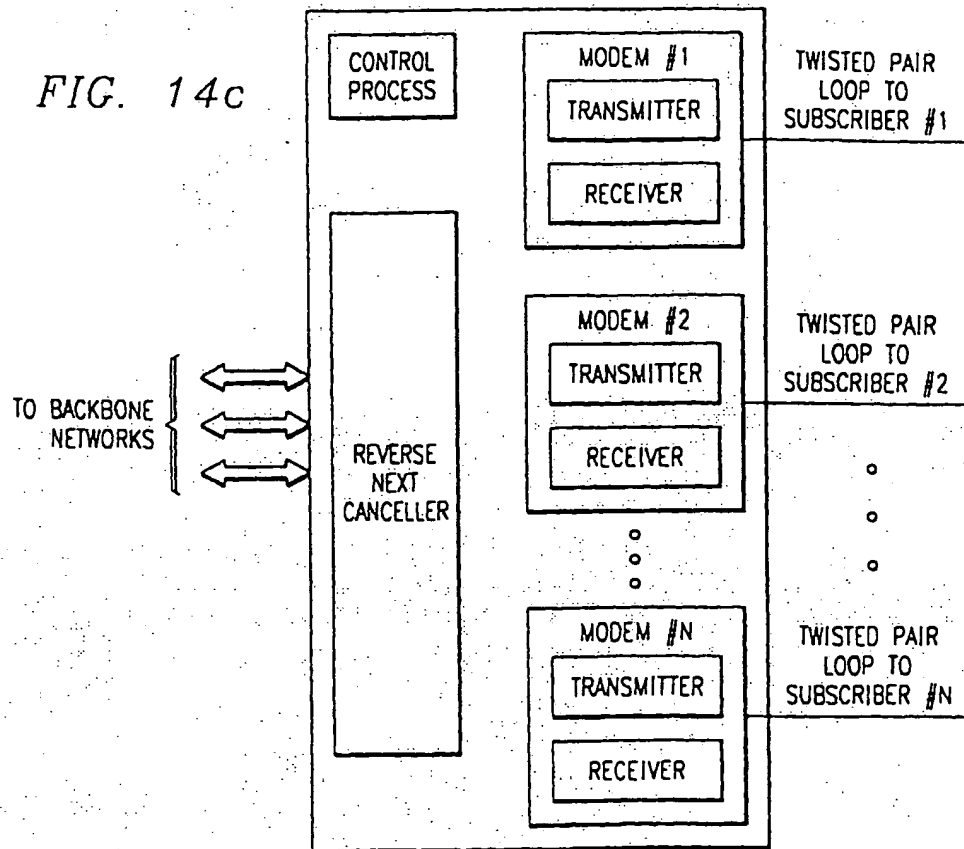 FIG. 14c
CONTROL
PROCESS
REVERSE
NEXT
CANCELLER
TO BACKBONE
NETWORKS
MODEM #1
TRANSMITTER
RECEIVER
TWISTED PAIR
LOOP TO
SUBSCRIBER #1
MODEM #2
TRANSMITTER
RECEIVER
TWISTED PAIR
LOOP TO
SUBSCRIBER #2
MODEM #N
TRANSMITTER
RECEIVER
TWISTED PAIR
LOOP TO
SUBSCRIBER #N